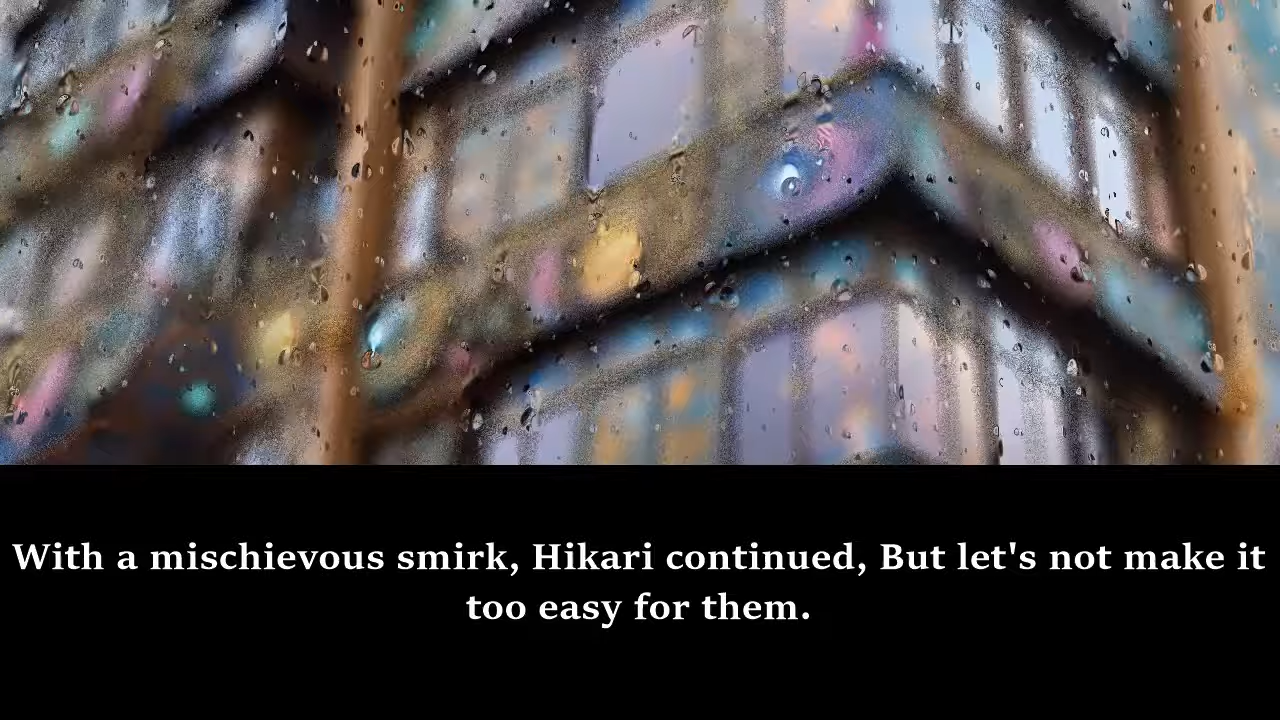 With a mischievous smirk, Hikari continued, But let's not make it
too easy for them.